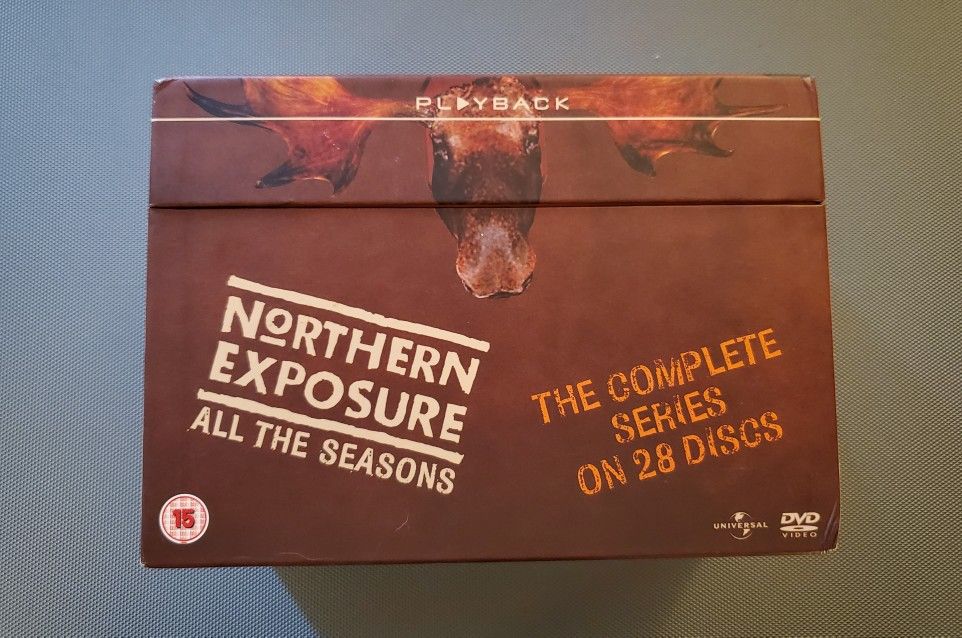 PLAYBACK
NORTHERN
EXPOSURE
ALL THE SEASONS
THE COMPLETE
SERIES
ON 28 DISCS
15
UNIVERSAL
DVD
VIDEO